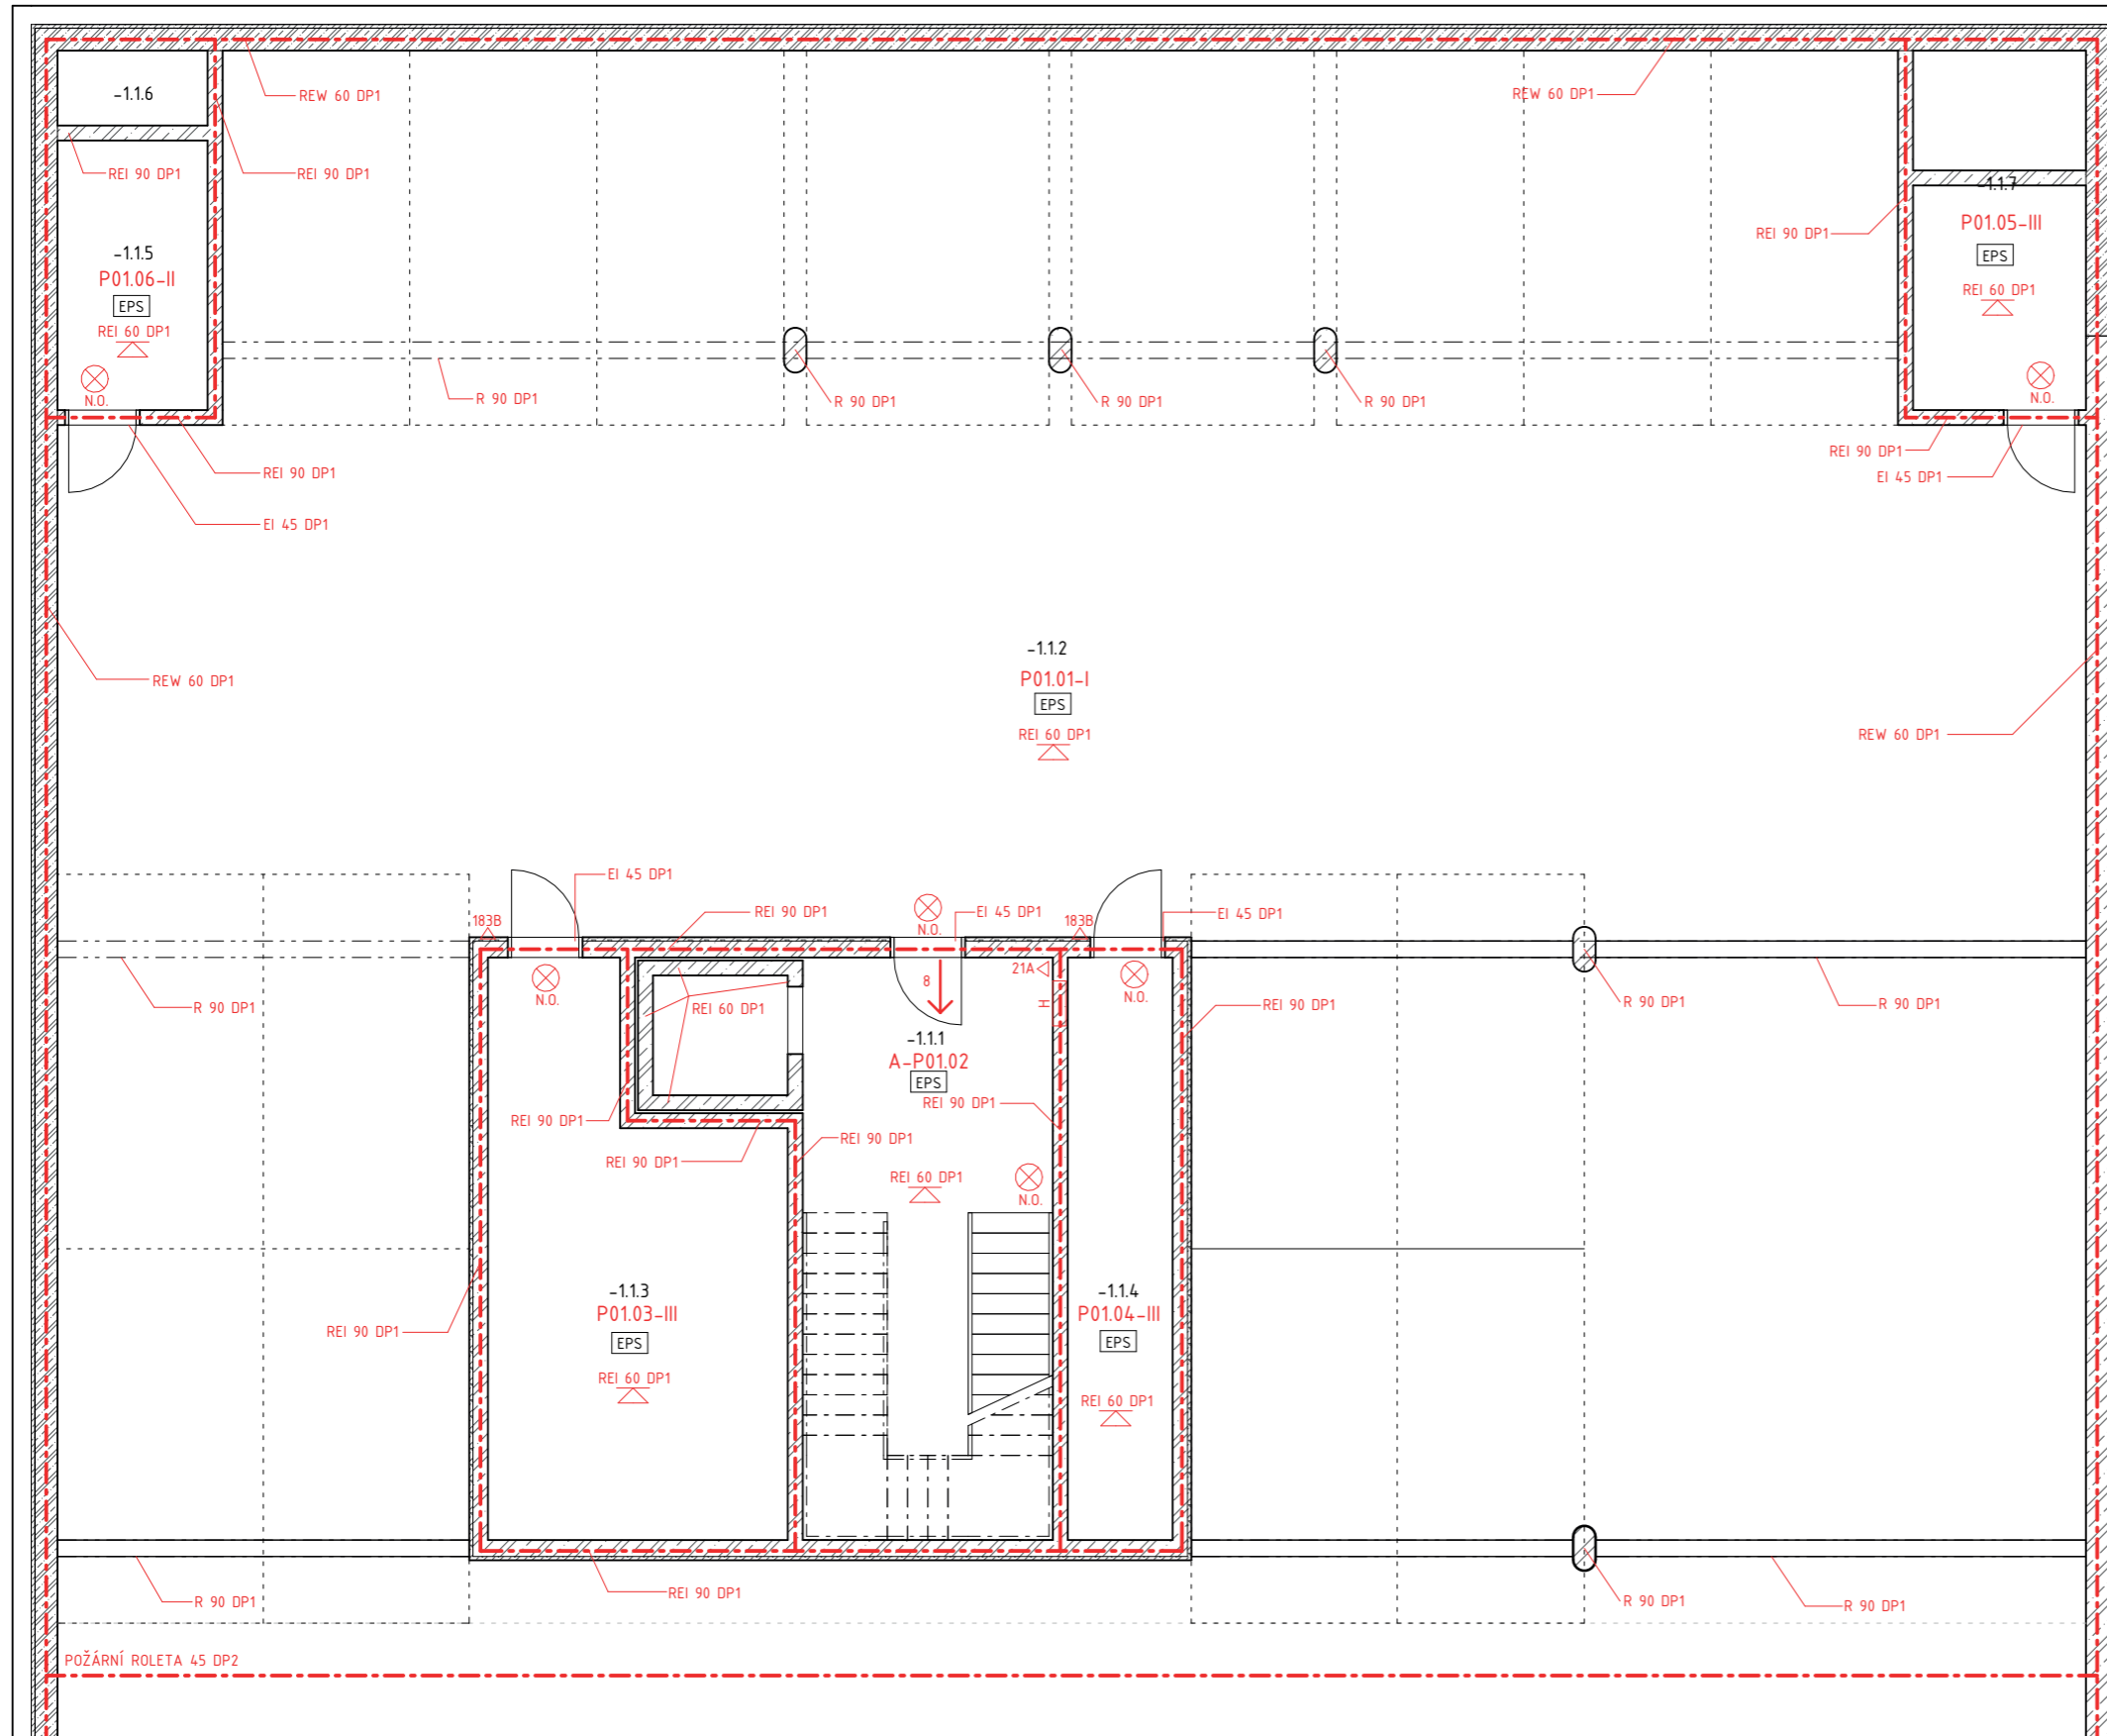 -1.1.6
REW 60 DP1
REW 60 DP1
REI 90 DP1
REI 90 DP1
-1.1.7
P01.05-III
EPS
REI 60 DP1
REI 90 DP1
-1.1.5
P01.06-II
EPS
REI 60 DP1
N.O.
N.O.
R 90 DP1
R 90 DP1
R 90 DP1
R 90 DP1
REI 90 DP1
REI 90 DP1
EI 45 DP1
EI 45 DP1
-1.1.2
P01.01-I
EPS
REI 60 DP1
REW 60 DP1
REW 60 DP1
EI 45 DP1
183B
REI 90 DP1
N.O.
EI 45 DP1
183B
EI 45 DP1
N.O.
REI 60 DP1
8
21A
H
N.O.
REI 90 DP1
R 90 DP1
R 90 DP1
R 90 DP1
-1.1.1
A-P01.02
EPS
REI 90 DP1
REI 90 DP1
REI 90 DP1
REI 90 DP1
REI 60 DP1
N.O.
-1.1.3
P01.03-III
EPS
REI 60 DP1
-1.1.4
P01.04-III
EPS
REI 60 DP1
REI 90 DP1
REI 90 DP1
R 90 DP1
R 90 DP1
R 90 DP1
POŽÁRNÍ ROLETA 45 DP2